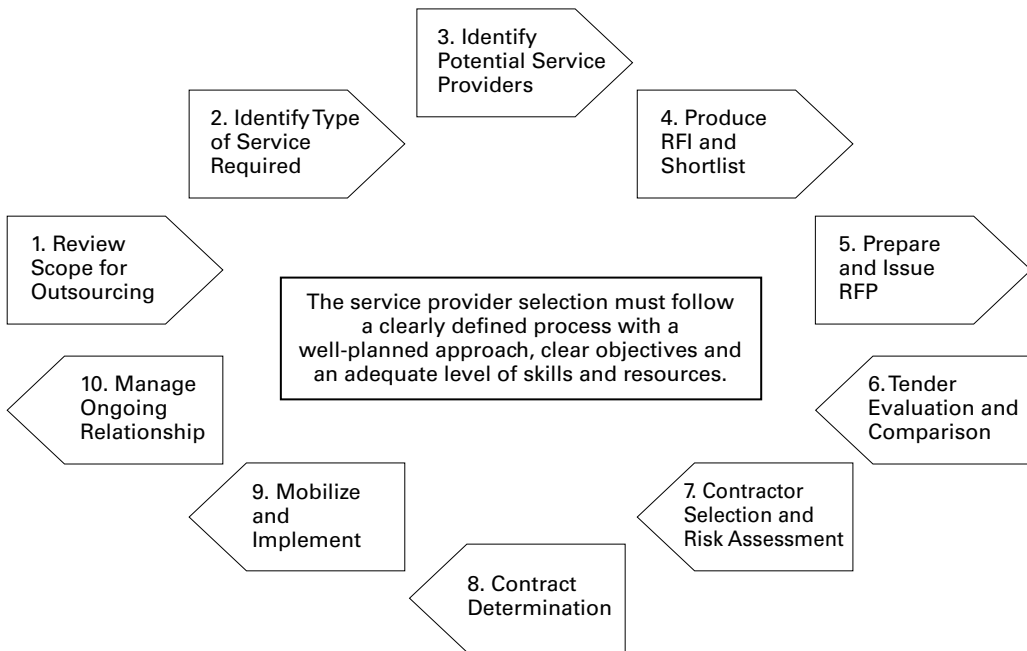 3. Identify
Potential Service
Providers
2. Identify Type
of Service
Required
4. Produce
RFI and
Shortlist
1. Review
Scope for
Outsourcing
5. Prepare
and Issue
RFP
The service provider selection must follow
a clearly defined process with a
well-planned approach, clear objectives and
an adequate level of skills and resources.
10. Manage
Ongoing
Relationship
6. Tender
Evaluation and
Comparison
9. Mobilize
and
Implement
7. Contractor
Selection and
Risk Assessment
8. Contract
Determination